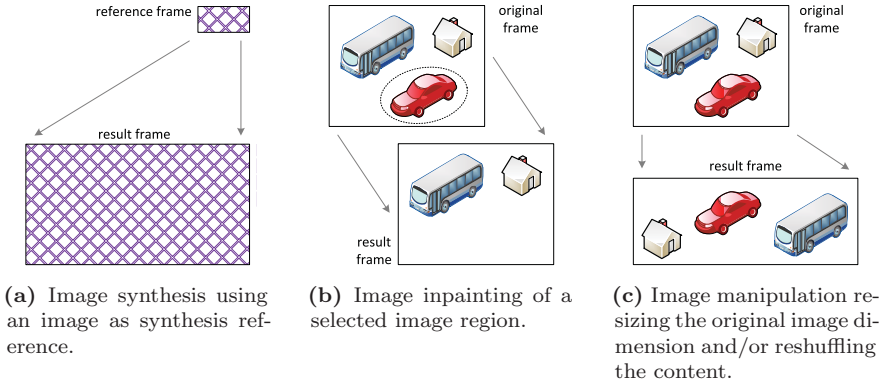 reference frame
result frame
(a) Image synthesis using
an image as synthesis ref-
erence.
original
frame
result
frame
(b) Image inpainting of a
selected image region.
original
frame
result frame
(c) Image manipulation re-
sizing the original image di-
mension and/or reshuffling
the content.